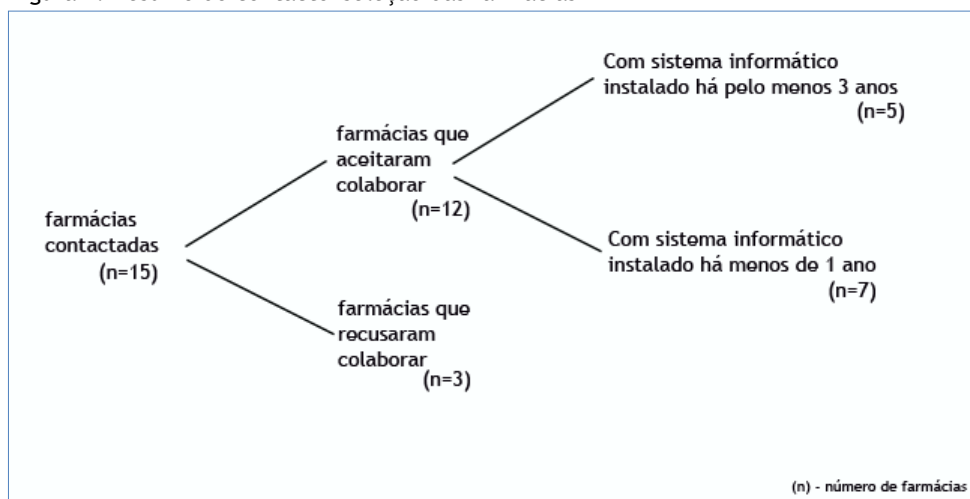 farmácias
contactadas
(n=15)
farmácias que
aceitaram
colaborar
(n=12)
farmácias que
recusaram
colaborar
(n=3)
Com sistema informático
instalado há pelo menos 3 anos
(n=5)
Com sistema informático
instalado há menos de 1 ano
(n=7)
(n) - número de farmácias